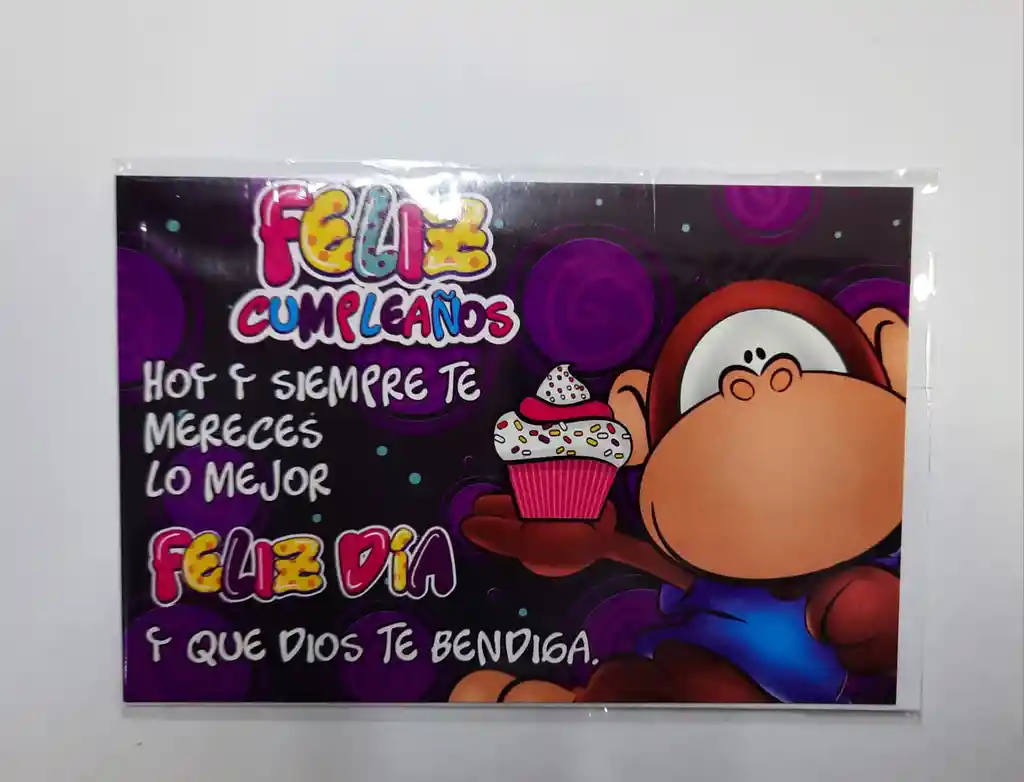 FELIZ
CUMPLEAÑOS
HOY Y SIEMPRE TE
MERECES
LO MEJOR
FELIZ DÍA
Y QUE DIOS TE BENDIGA.